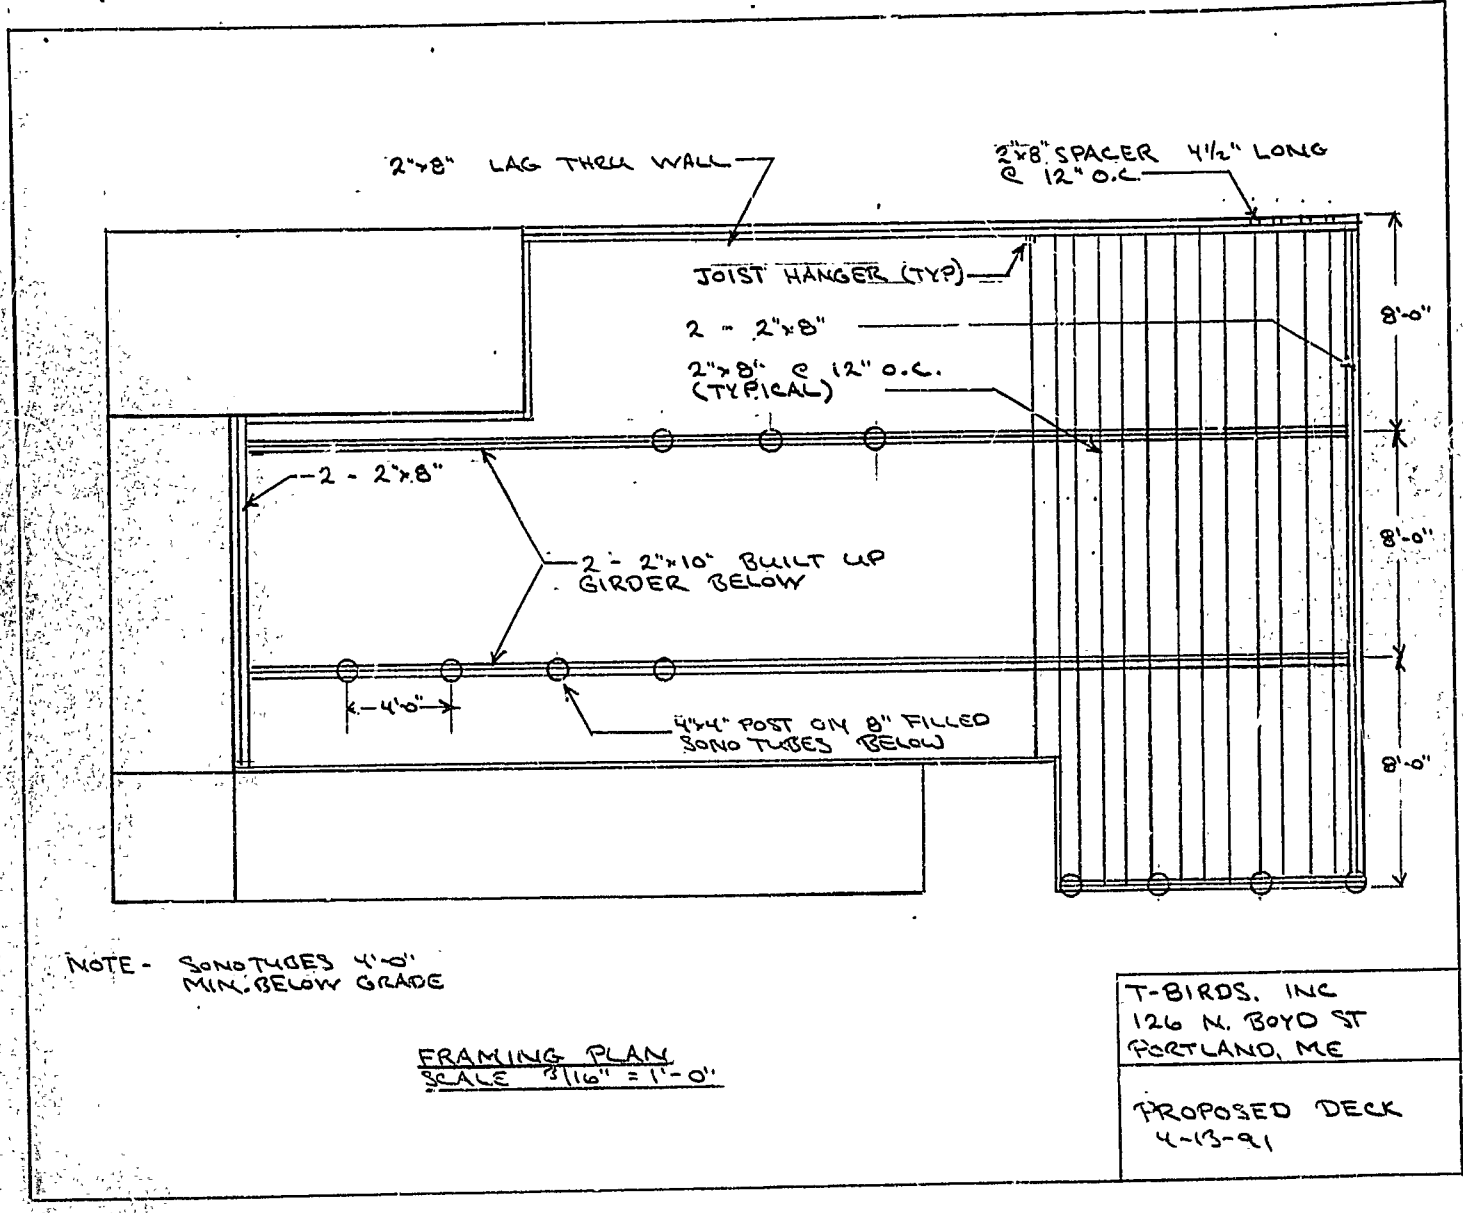 2"x8" LAG THRU WALL
2"x8" SPACER 4½" LONG
@ 12" O.C.
JOIST HANGER (TYP)
8'-0"
2 - 2"x8"
2"x8" @ 12" O.C.
(TYPICAL)
2 - 2"x8"
8'-0"
2 - 2"x10" BUILT UP
GIRDER BELOW
4'-0"
4"x4" POST ON 8" FILLED
SONO TUBES BELOW
8'-0"
NOTE - SONOTUBES 4'-0"
MIN. BELOW GRADE
T-BIRDS, INC
126 N. BOYD ST
PORTLAND, ME
FRAMING PLAN
SCALE 3/16" = 1'-0"
PROPOSED DECK
4-13-91